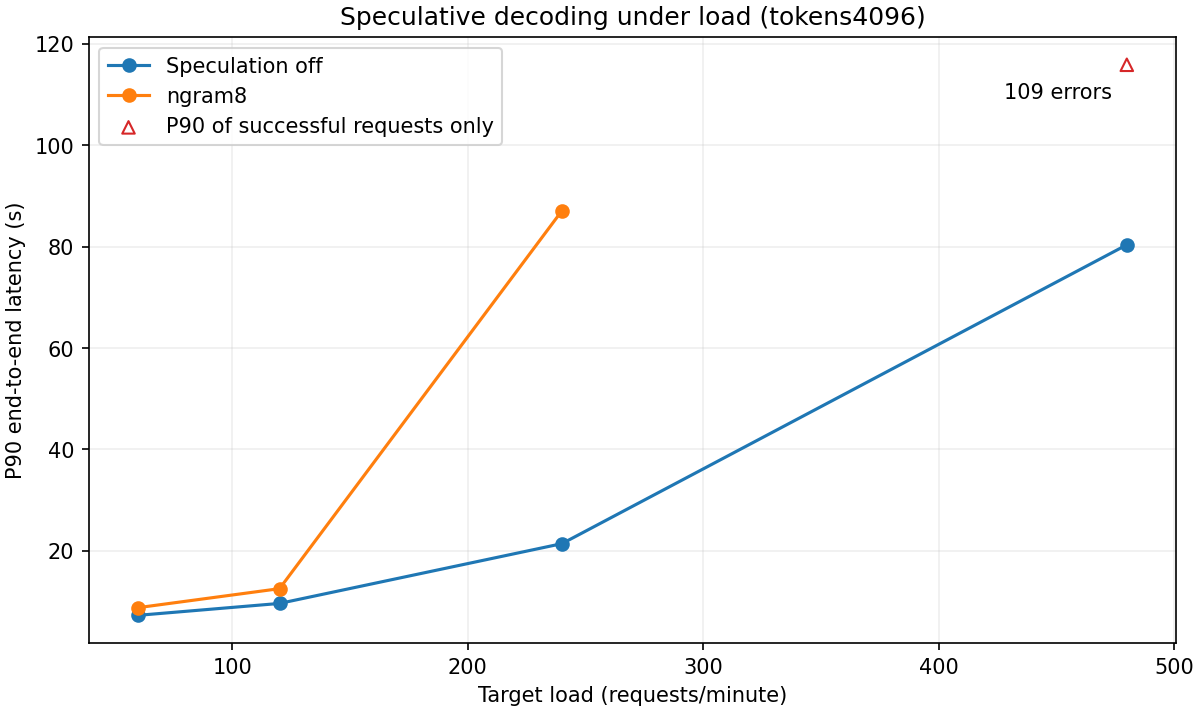 Speculative decoding under load (tokens4096)
120
100
80
60
40
20
P90 end-to-end latency (s)
Speculation off
ngram8
P90 of successful requests only
109 errors
100
200
300
400
500
Target load (requests/minute)